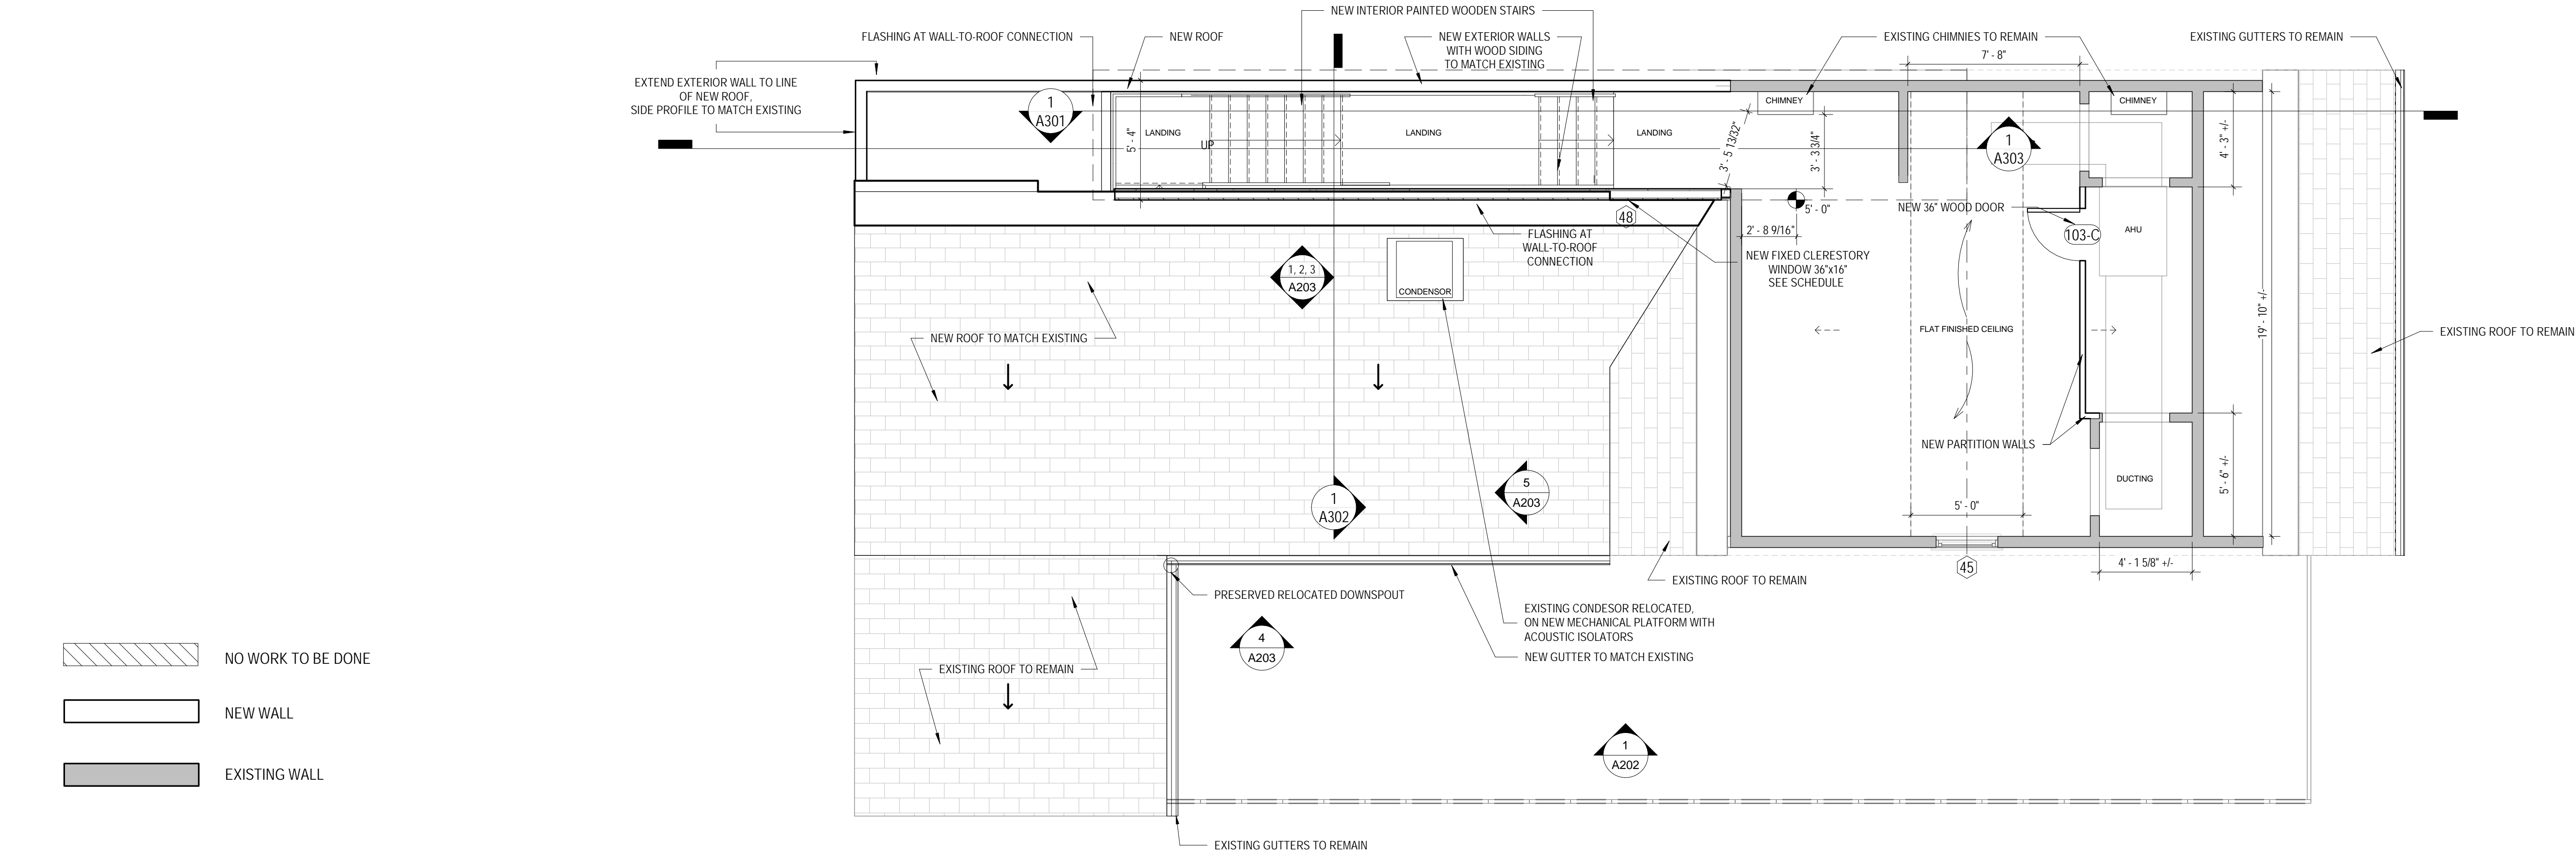 NEW INTERIOR PAINTED WOODEN STAIRS
FLASHING AT WALL-TO-ROOF CONNECTION
NEW ROOF
NEW EXTERIOR WALLS
WITH WOOD SIDING
TO MATCH EXISTING
EXISTING CHIMNIES TO REMAIN
EXISTING GUTTERS TO REMAIN
7' - 8"
EXTEND EXTERIOR WALL TO LINE
OF NEW ROOF,
SIDE PROFILE TO MATCH EXISTING
1
A301
5' - 4"
LANDING
UP
LANDING
LANDING
CHIMNEY
CHIMNEY
3' - 5 13/32"
3' - 3 3/4"
1
A303
4' - 3" +/-
48
5' - 0"
2' - 8 9/16"
NEW 36" WOOD DOOR
103-C
AHU
FLASHING AT
WALL-TO-ROOF
CONNECTION
NEW FIXED CLERESTORY
WINDOW 36"x16"
SEE SCHEDULE
1, 2, 3
A203
CONDENSOR
NEW ROOF TO MATCH EXISTING
FLAT FINISHED CEILING
19' - 10" +/-
EXISTING ROOF TO REMAIN
NEW PARTITION WALLS
5' - 6" +/-
DUCTING
5
A203
1
A302
5' - 0"
45
4' - 1 5/8" +/-
EXISTING ROOF TO REMAIN
PRESERVED RELOCATED DOWNSPOUT
EXISTING CONDESOR RELOCATED,
ON NEW MECHANICAL PLATFORM WITH
ACOUSTIC ISOLATORS
NEW GUTTER TO MATCH EXISTING
4
A203
EXISTING ROOF TO REMAIN
1
A202
EXISTING GUTTERS TO REMAIN
NO WORK TO BE DONE
NEW WALL
EXISTING WALL